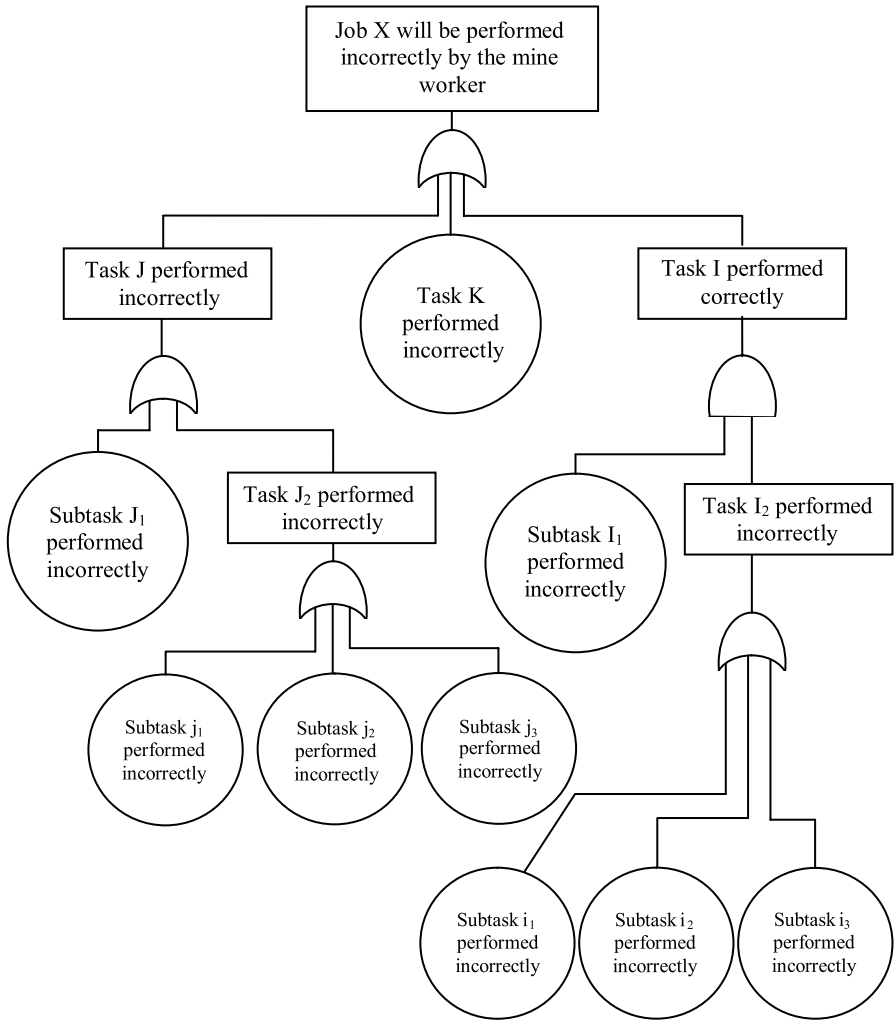 Job X will be performed
incorrectly by the mine
worker
Task J performed
incorrectly
Task K
performed
incorrectly
Task I performed
correctly
Subtask J₁
performed
incorrectly
Task J₂ performed
incorrectly
Subtask I₁
performed
incorrectly
Task I₂ performed
incorrectly
Subtask j₁
performed
incorrectly
Subtask j₂
performed
incorrectly
Subtask j₃
performed
incorrectly
Subtask i₁
performed
incorrectly
Subtask i₂
performed
incorrectly
Subtask i₃
performed
incorrectly